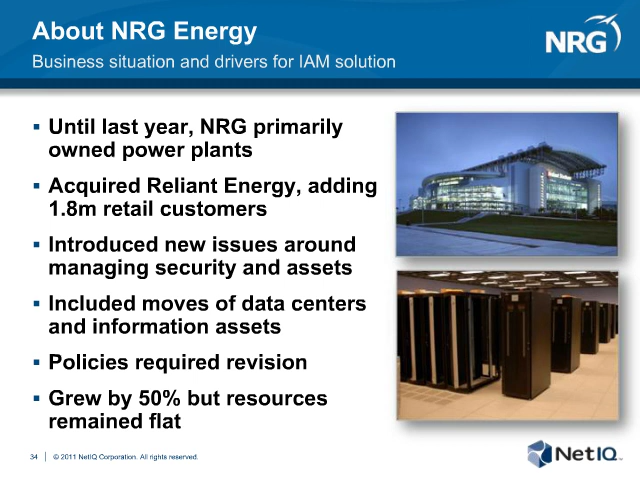 About NRG Energy
Business situation and drivers for IAM solution
NRG
▪ Until last year, NRG primarily
owned power plants
▪ Acquired Reliant Energy, adding
1.8m retail customers
▪ Introduced new issues around
managing security and assets
▪ Included moves of data centers
and information assets
▪ Policies required revision
▪ Grew by 50% but resources
remained flat
34 | © 2011 NetIQ Corporation. All rights reserved.
NetIQ